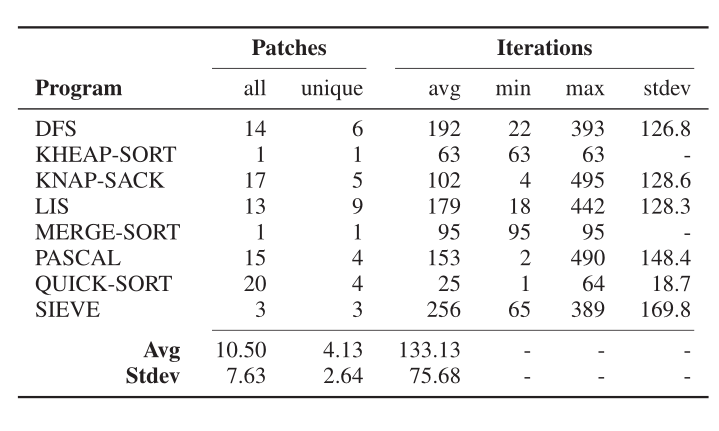 Patches Iterations
Program all unique avg min max stdev
DFS 14 6 192 22 393 126.8
KHEAP-SORT 1 1 63 63 63 -
KNAP-SACK 17 5 102 4 495 128.6
LIS 13 9 179 18 442 128.3
MERGE-SORT 1 1 95 95 95 -
PASCAL 15 4 153 2 490 148.4
QUICK-SORT 20 4 25 1 64 18.7
SIEVE 3 3 256 65 389 169.8
Avg 10.50 4.13 133.13 - - -
Stdev 7.63 2.64 75.68 - - -